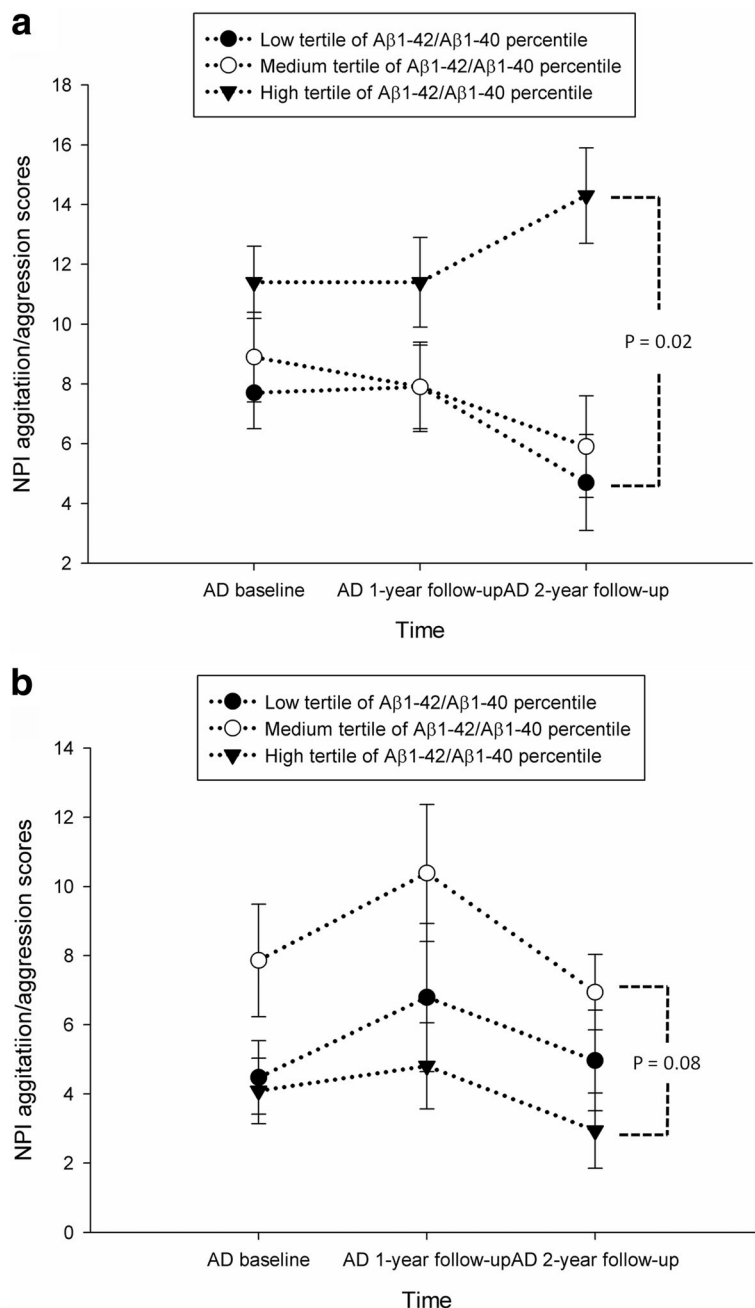 a
Low tertile of Aβ1-42/Aβ1-40 percentile
Medium tertile of Aβ1-42/Aβ1-40 percentile
High tertile of Aβ1-42/Aβ1-40 percentile
18
16
14
12
10
8
6
4
2
NPI aggitatiion/aggression scores
P = 0.02
AD baseline AD 1-year follow-upAD 2-year follow-up
Time
b
Low tertile of Aβ1-42/Aβ1-40 percentile
Medium tertile of Aβ1-42/Aβ1-40 percentile
High tertile of Aβ1-42/Aβ1-40 percentile
14
12
10
8
6
4
2
0
NPI aggitatiion/aggression scores
P = 0.08
AD baseline AD 1-year follow-upAD 2-year follow-up
Time